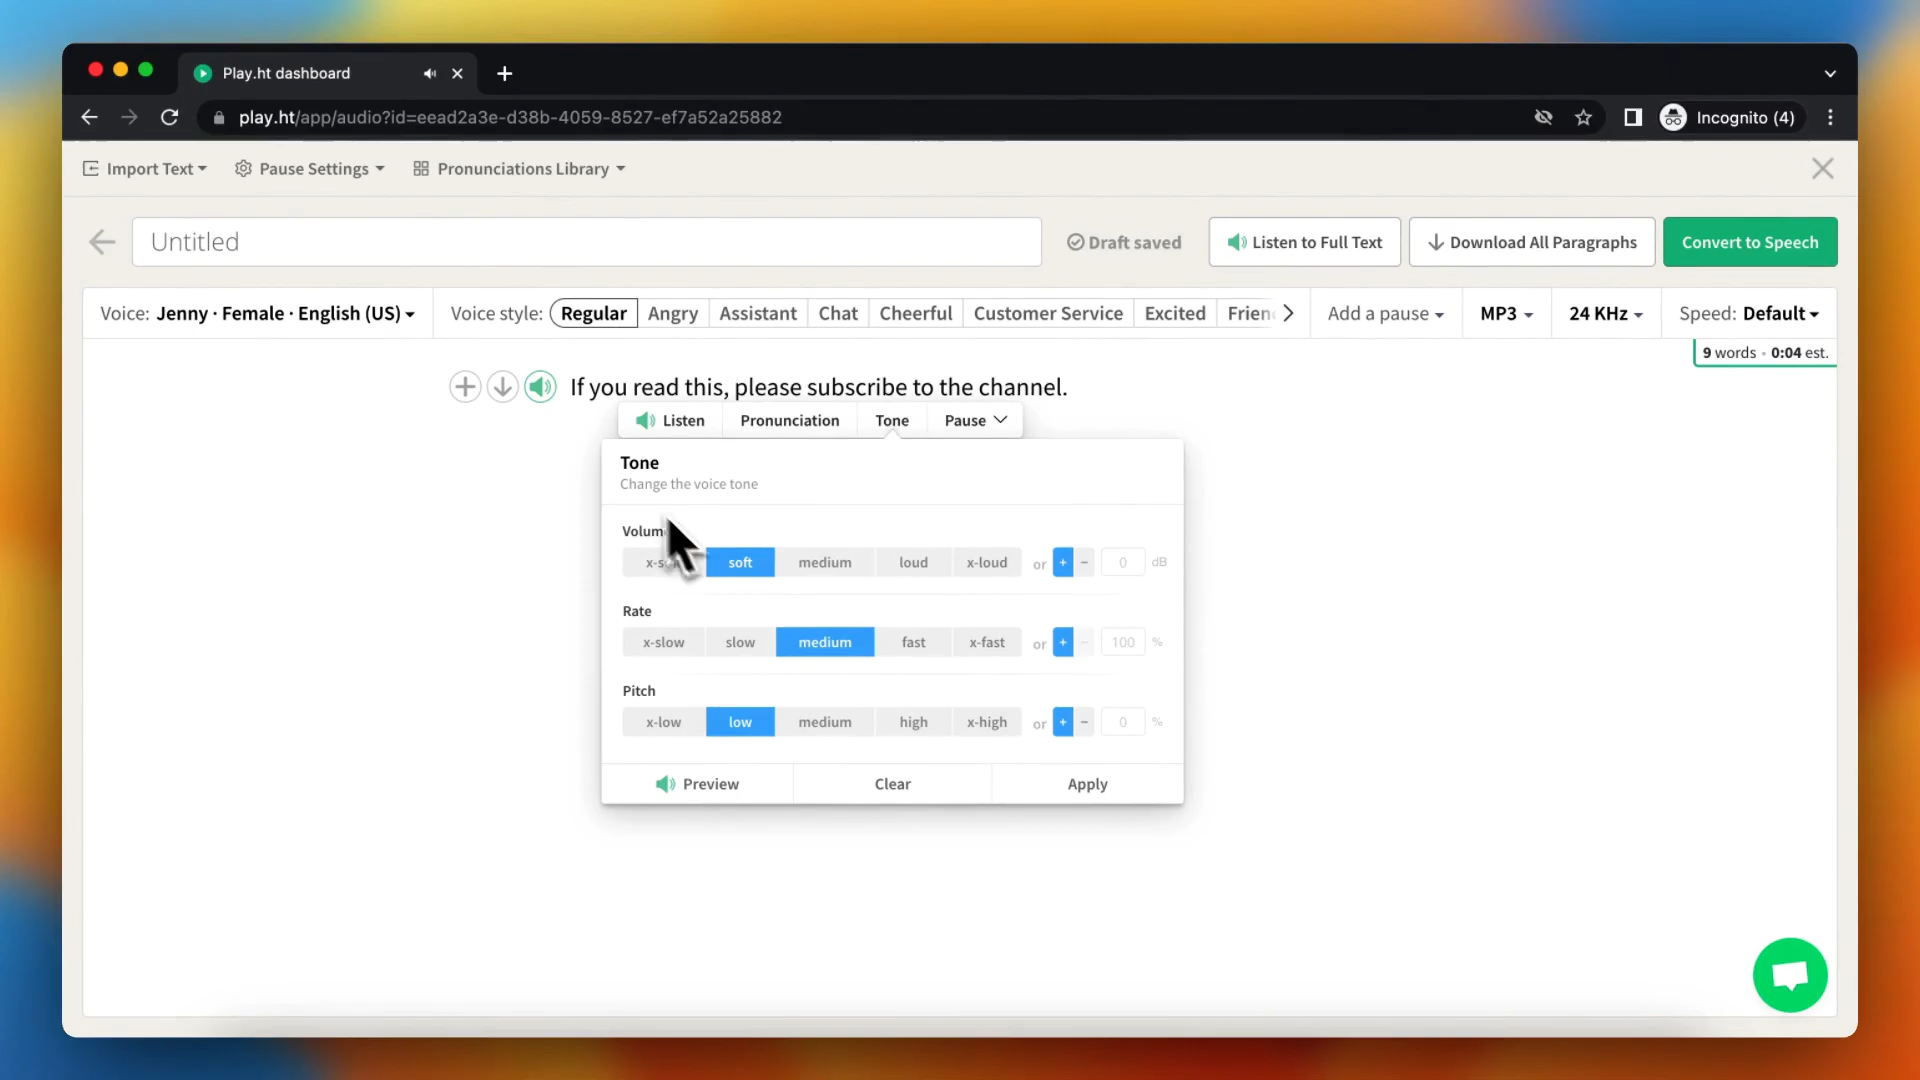 Play.ht dashboard
play.ht/app/audio?id=eead2a3e-d38b-4059-8527-ef7a52a25882
Incognito (4)
Import Text
Pause Settings
Pronunciations Library
Untitled
Draft saved
Listen to Full Text
Download All Paragraphs
Convert to Speech
Voice: Jenny · Female · English (US)
Voice style: Regular Angry Assistant Chat Cheerful Customer Service Excited
Add a pause
MP3
24 KHz
Speed: Default
9 words · 0:04 est.
If you read this, please subscribe to the channel.
Listen Pronunciation Tone Pause
Tone
Change the voice tone
soft medium loud x-loud or + - 0 dB
Rate
x-slow slow medium fast x-fast or + - 100 %
Pitch
x-low low medium high x-high or + - 0 %
Preview Clear Apply